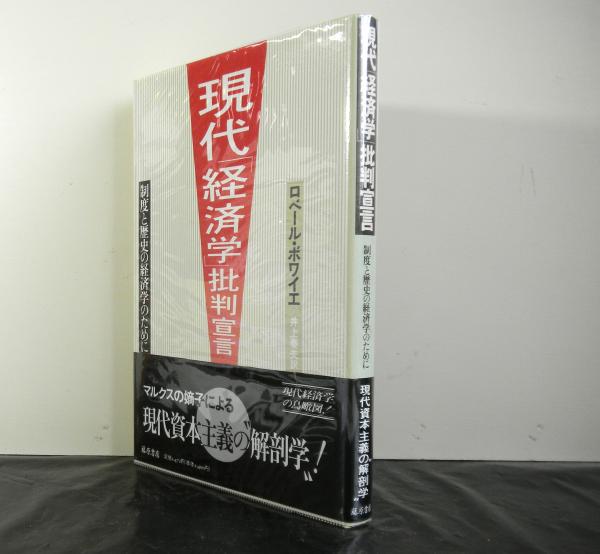 現代「経済学」批判宣言
制度と歴史の経済学のために
ロベール・ボワイエ
井上泰夫訳
マルクスの嫡子による
現代資本主義の〝解剖学〟!
現代経済学
の鳥瞰図!
藤原書店
現代「経済学」批判宣言
制度と歴史の経済学のために
現代資本主義の〝解剖学〟
藤原書店